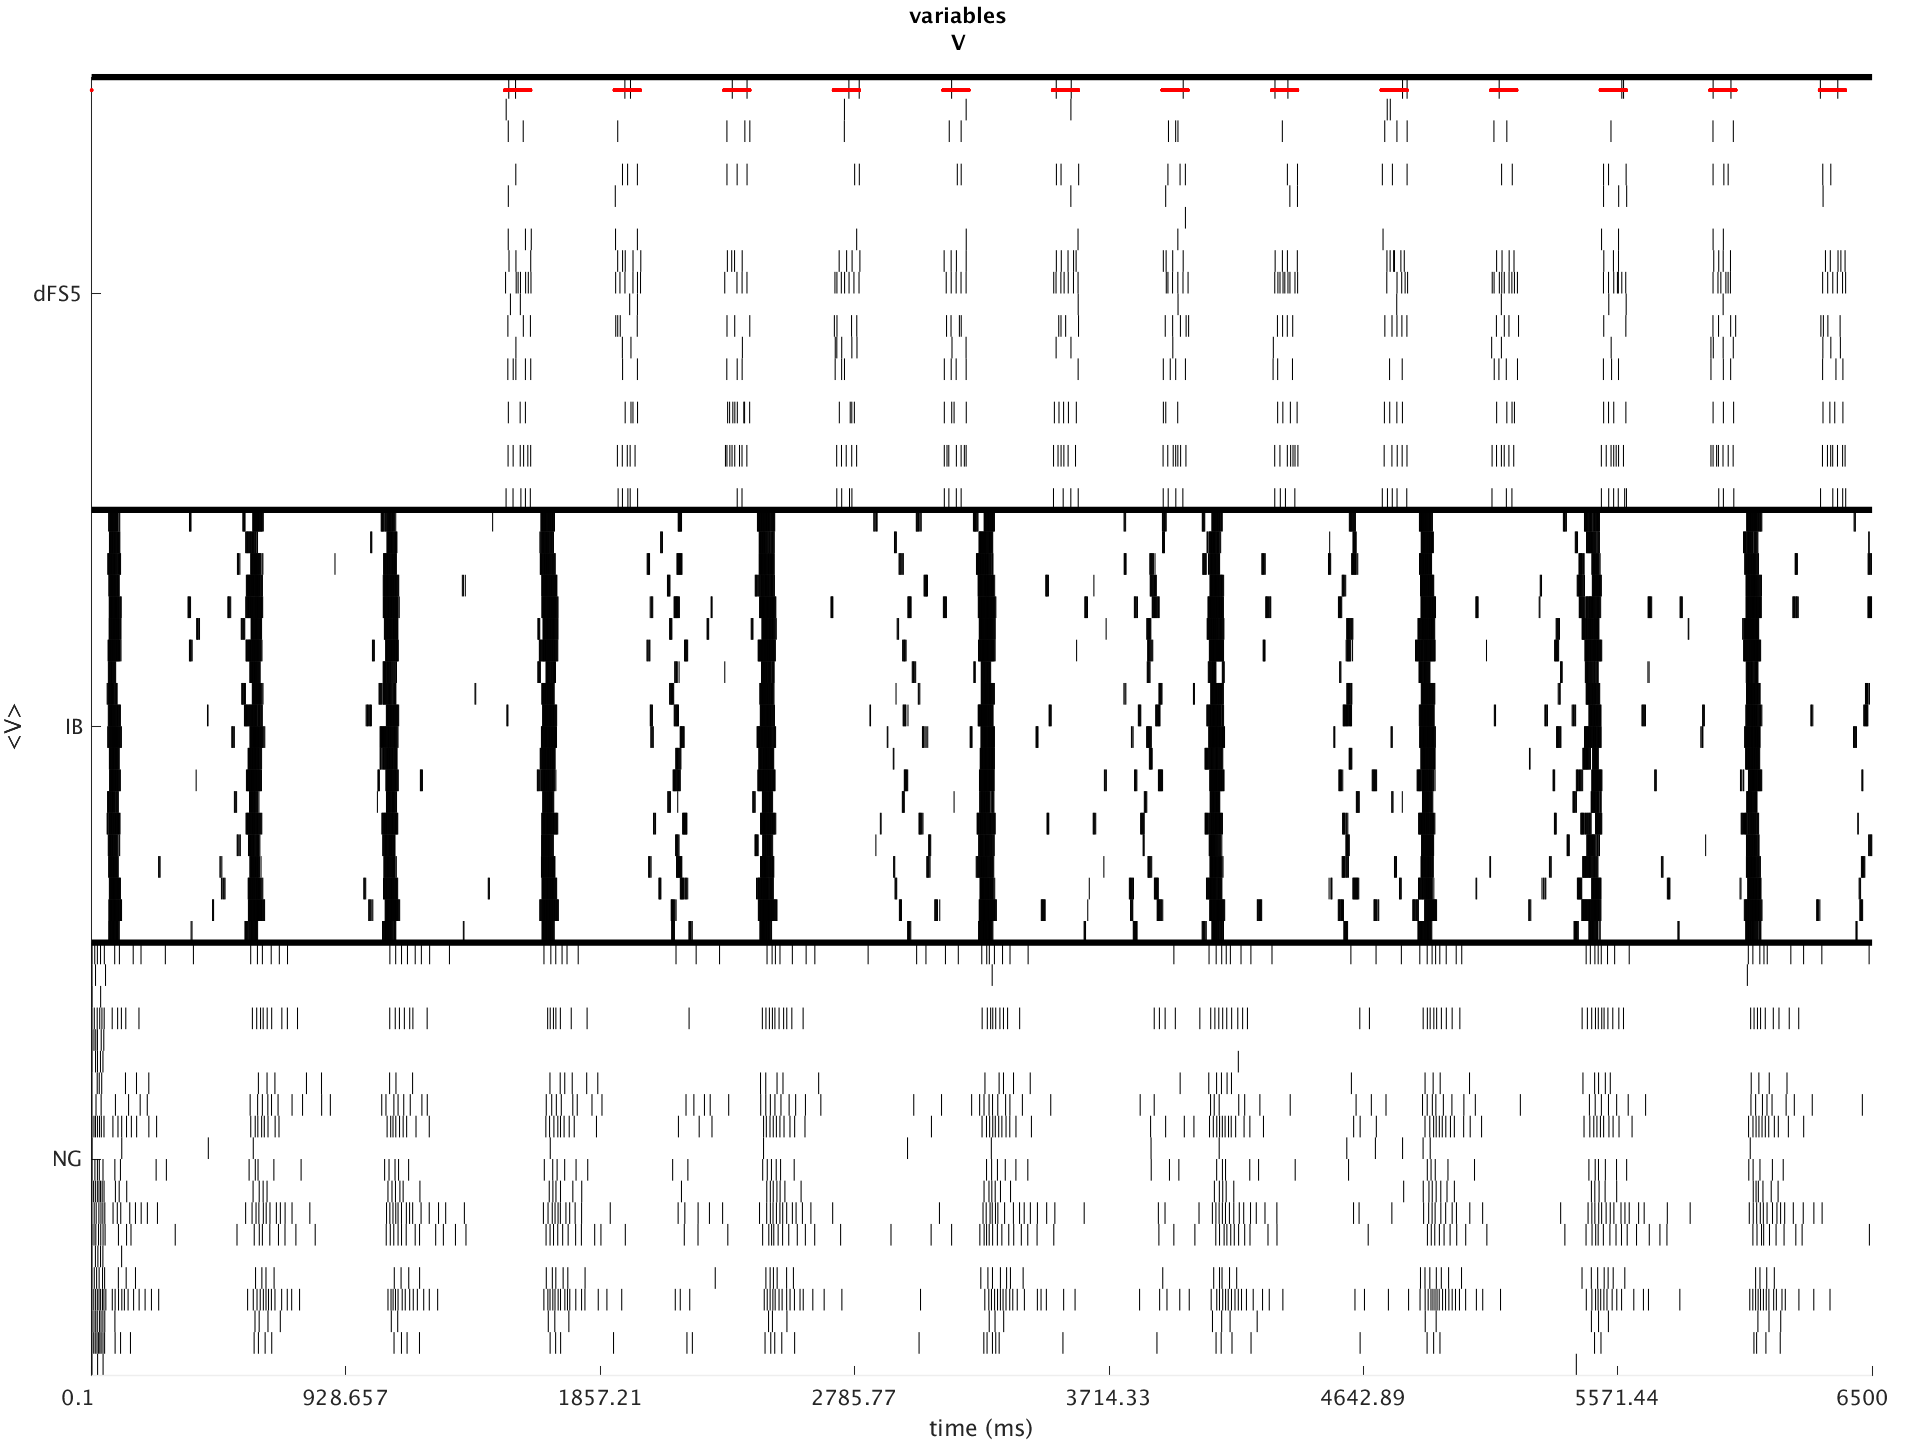 variables
V
dFS5
IB
<V>
NG
0.1 928.657 1857.21 2785.77 3714.33 4642.89 5571.44 6500
time (ms)